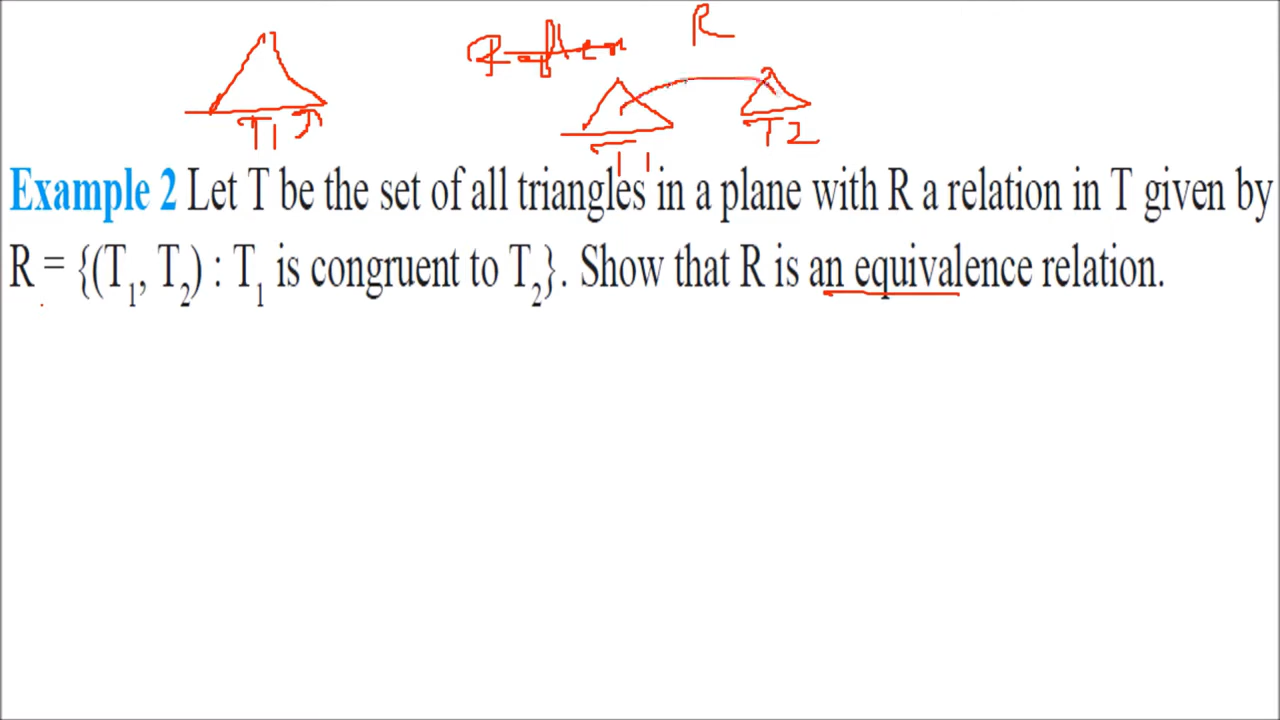 R
T1
T1
T2
Example 2 Let T be the set of all triangles in a plane with R a relation in T given by
R = {(T₁, T₂) : T₁ is congruent to T₂}. Show that R is an equivalence relation.